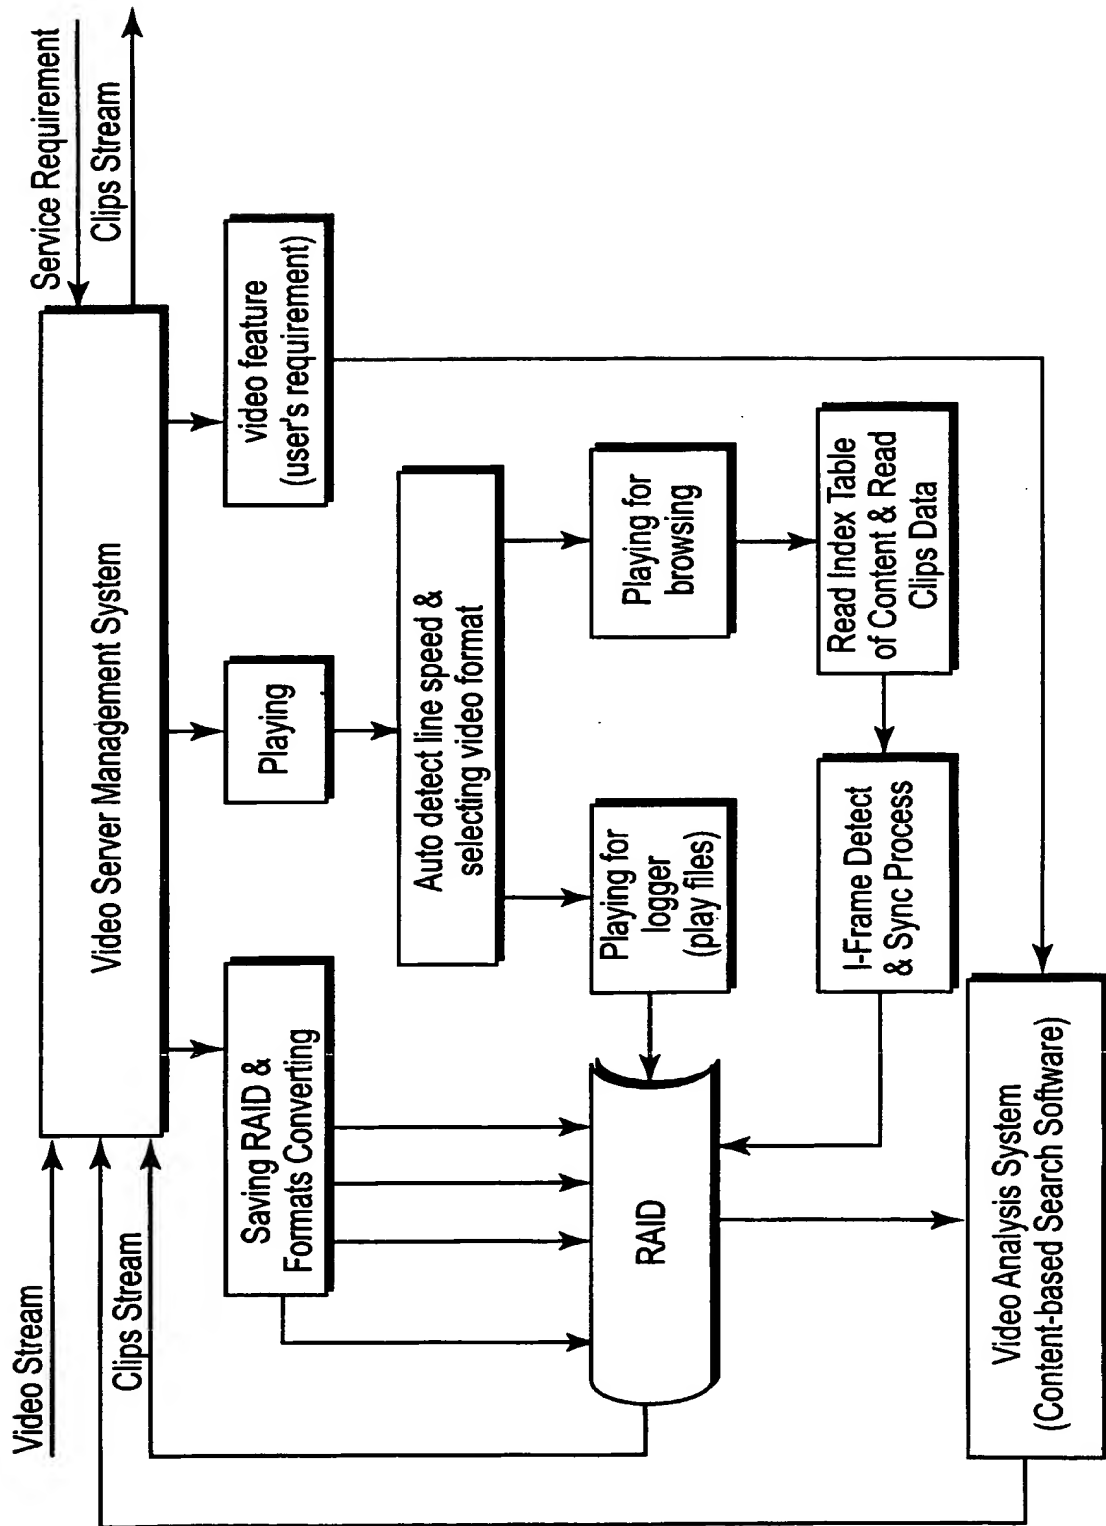 Video Stream
Clips Stream
Service Requirement
Clips Stream
Video Server Management System
Saving RAID &
Formats Converting
Playing
video feature
(user's requirement)
Auto detect line speed &
selecting video format
RAID
Playing for
logger
(play files)
Playing for
browsing
I-Frame Detect
& Sync Process
Read Index Table
of Content & Read
Clips Data
Video Analysis System
(Content-based Search Software)